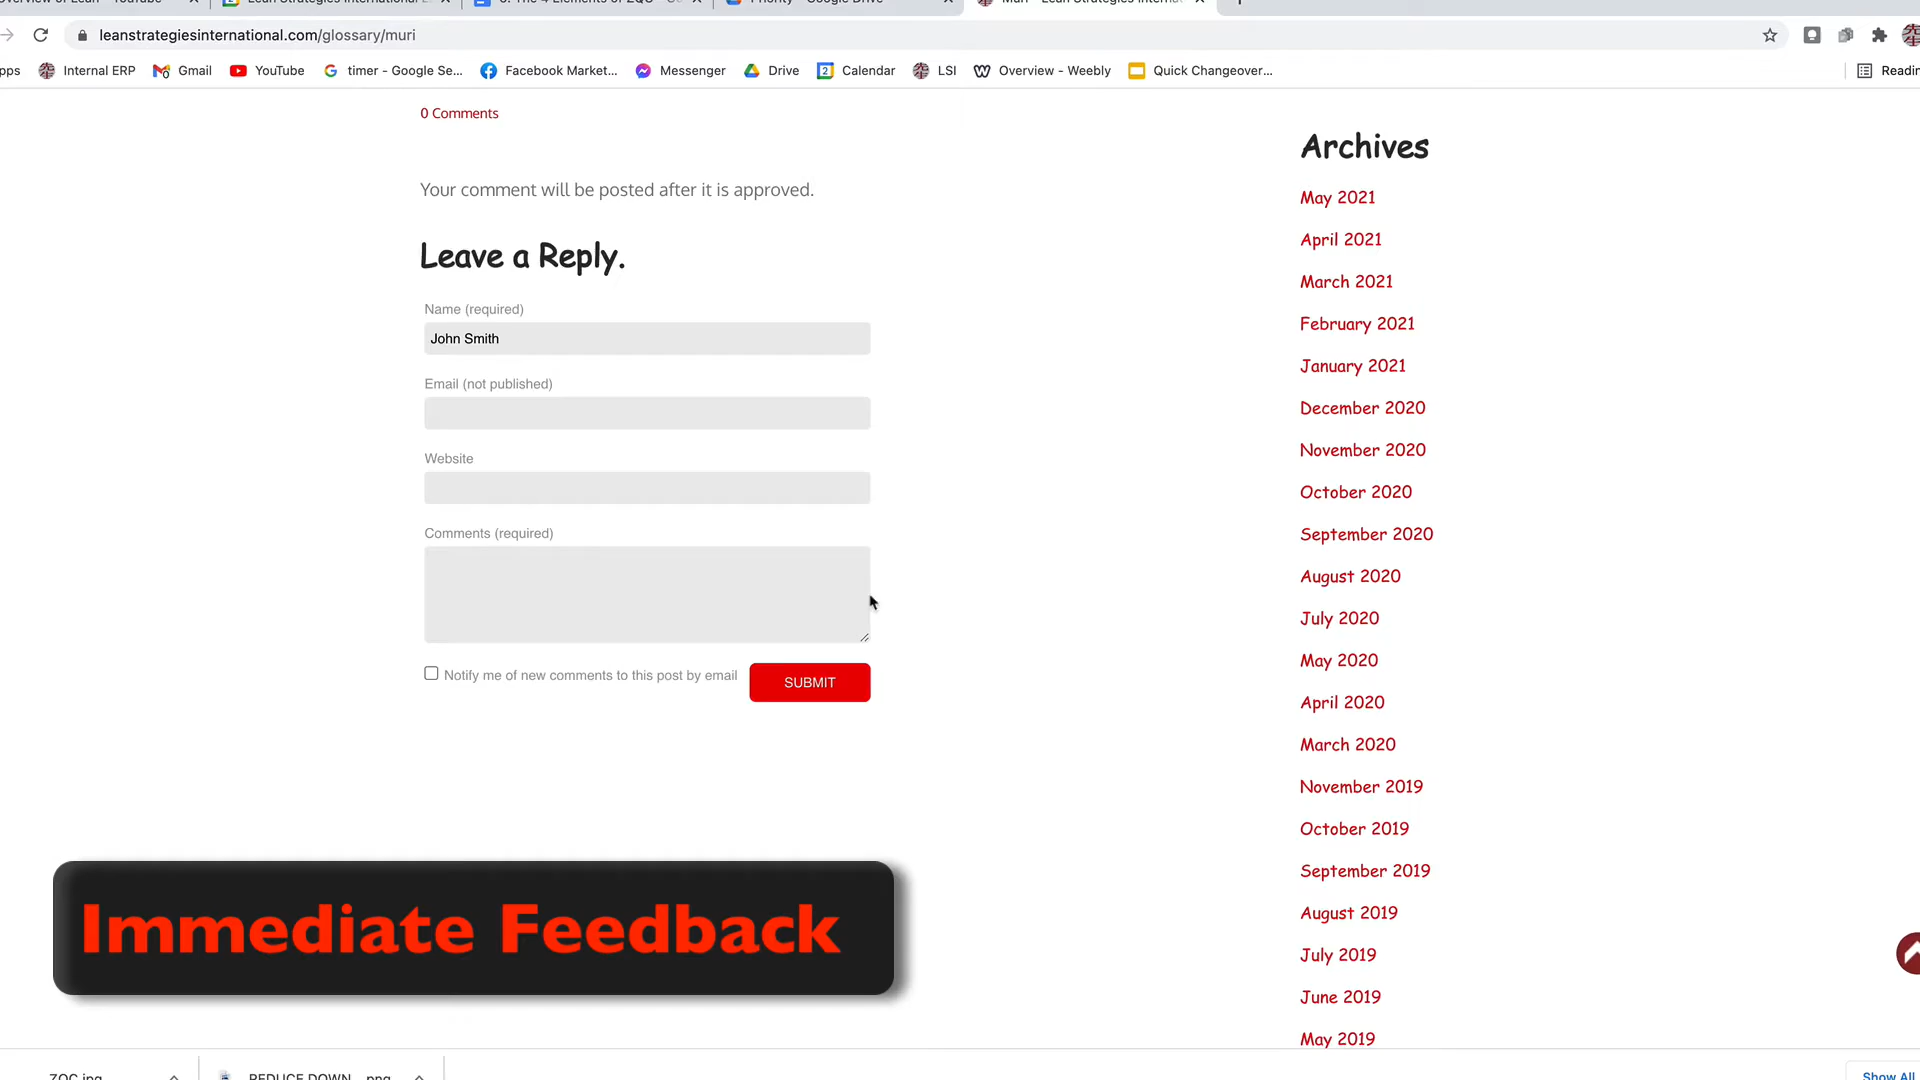 leanstrategiesinternational.com/glossary/muri
Internal ERP
Gmail
YouTube
timer - Google Se...
Facebook Market...
Messenger
Drive
Calendar
LSI
Overview - Weebly
Quick Changeover...
0 Comments
Your comment will be posted after it is approved.
Leave a Reply.
Name (required)
John Smith
Email (not published)
Website
Comments (required)
Notify me of new comments to this post by email
SUBMIT
Archives
May 2021
April 2021
March 2021
February 2021
January 2021
December 2020
November 2020
October 2020
September 2020
August 2020
July 2020
May 2020
April 2020
March 2020
November 2019
October 2019
September 2019
August 2019
July 2019
June 2019
May 2019
Immediate Feedback
Show All